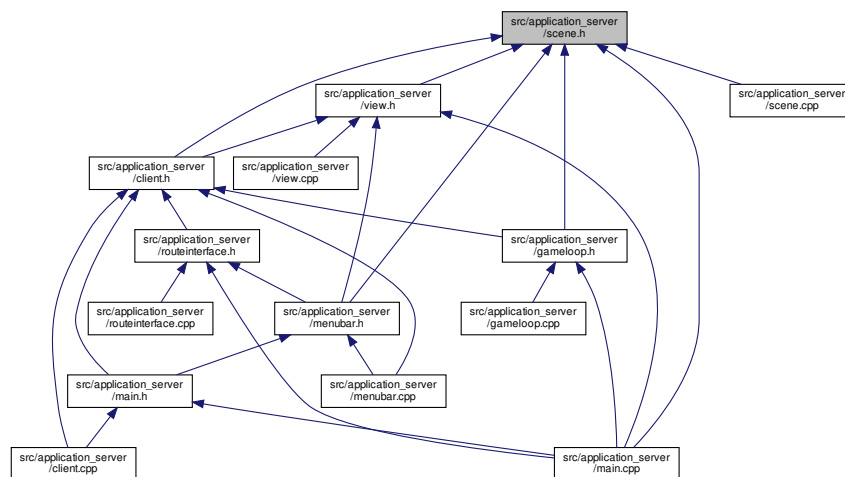 src/application_server
/scene.h
src/application_server
/view.h
src/application_server
/scene.cpp
src/application_server
/client.h
src/application_server
/view.cpp
src/application_server
/routeinterface.h
src/application_server
/gameloop.h
src/application_server
/routeinterface.cpp
src/application_server
/menubar.h
src/application_server
/gameloop.cpp
src/application_server
/main.h
src/application_server
/menubar.cpp
src/application_server
/client.cpp
src/application_server
/main.cpp